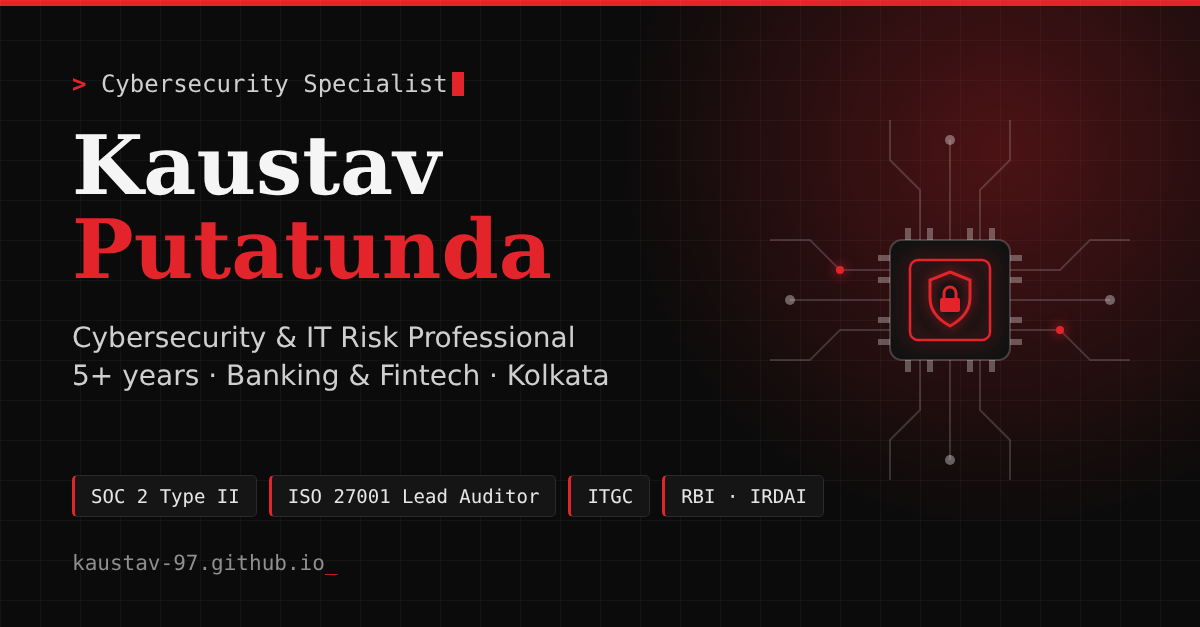 > Cybersecurity Specialist
Kaustav
Putatunda
Cybersecurity & IT Risk Professional
5+ years · Banking & Fintech · Kolkata
SOC 2 Type II
ISO 27001 Lead Auditor
ITGC
RBI · IRDAI
kaustav-97.github.io_